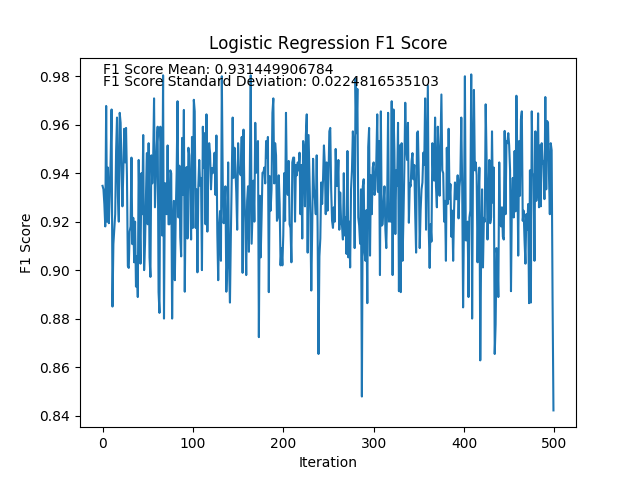 Logistic Regression F1 Score
F1 Score Mean: 0.931449906784
F1 Score Standard Deviation: 0.0224816535103
0.98
0.96
0.94
0.92
0.90
0.88
0.86
0.84
F1 Score
0
100
200
300
400
500
Iteration